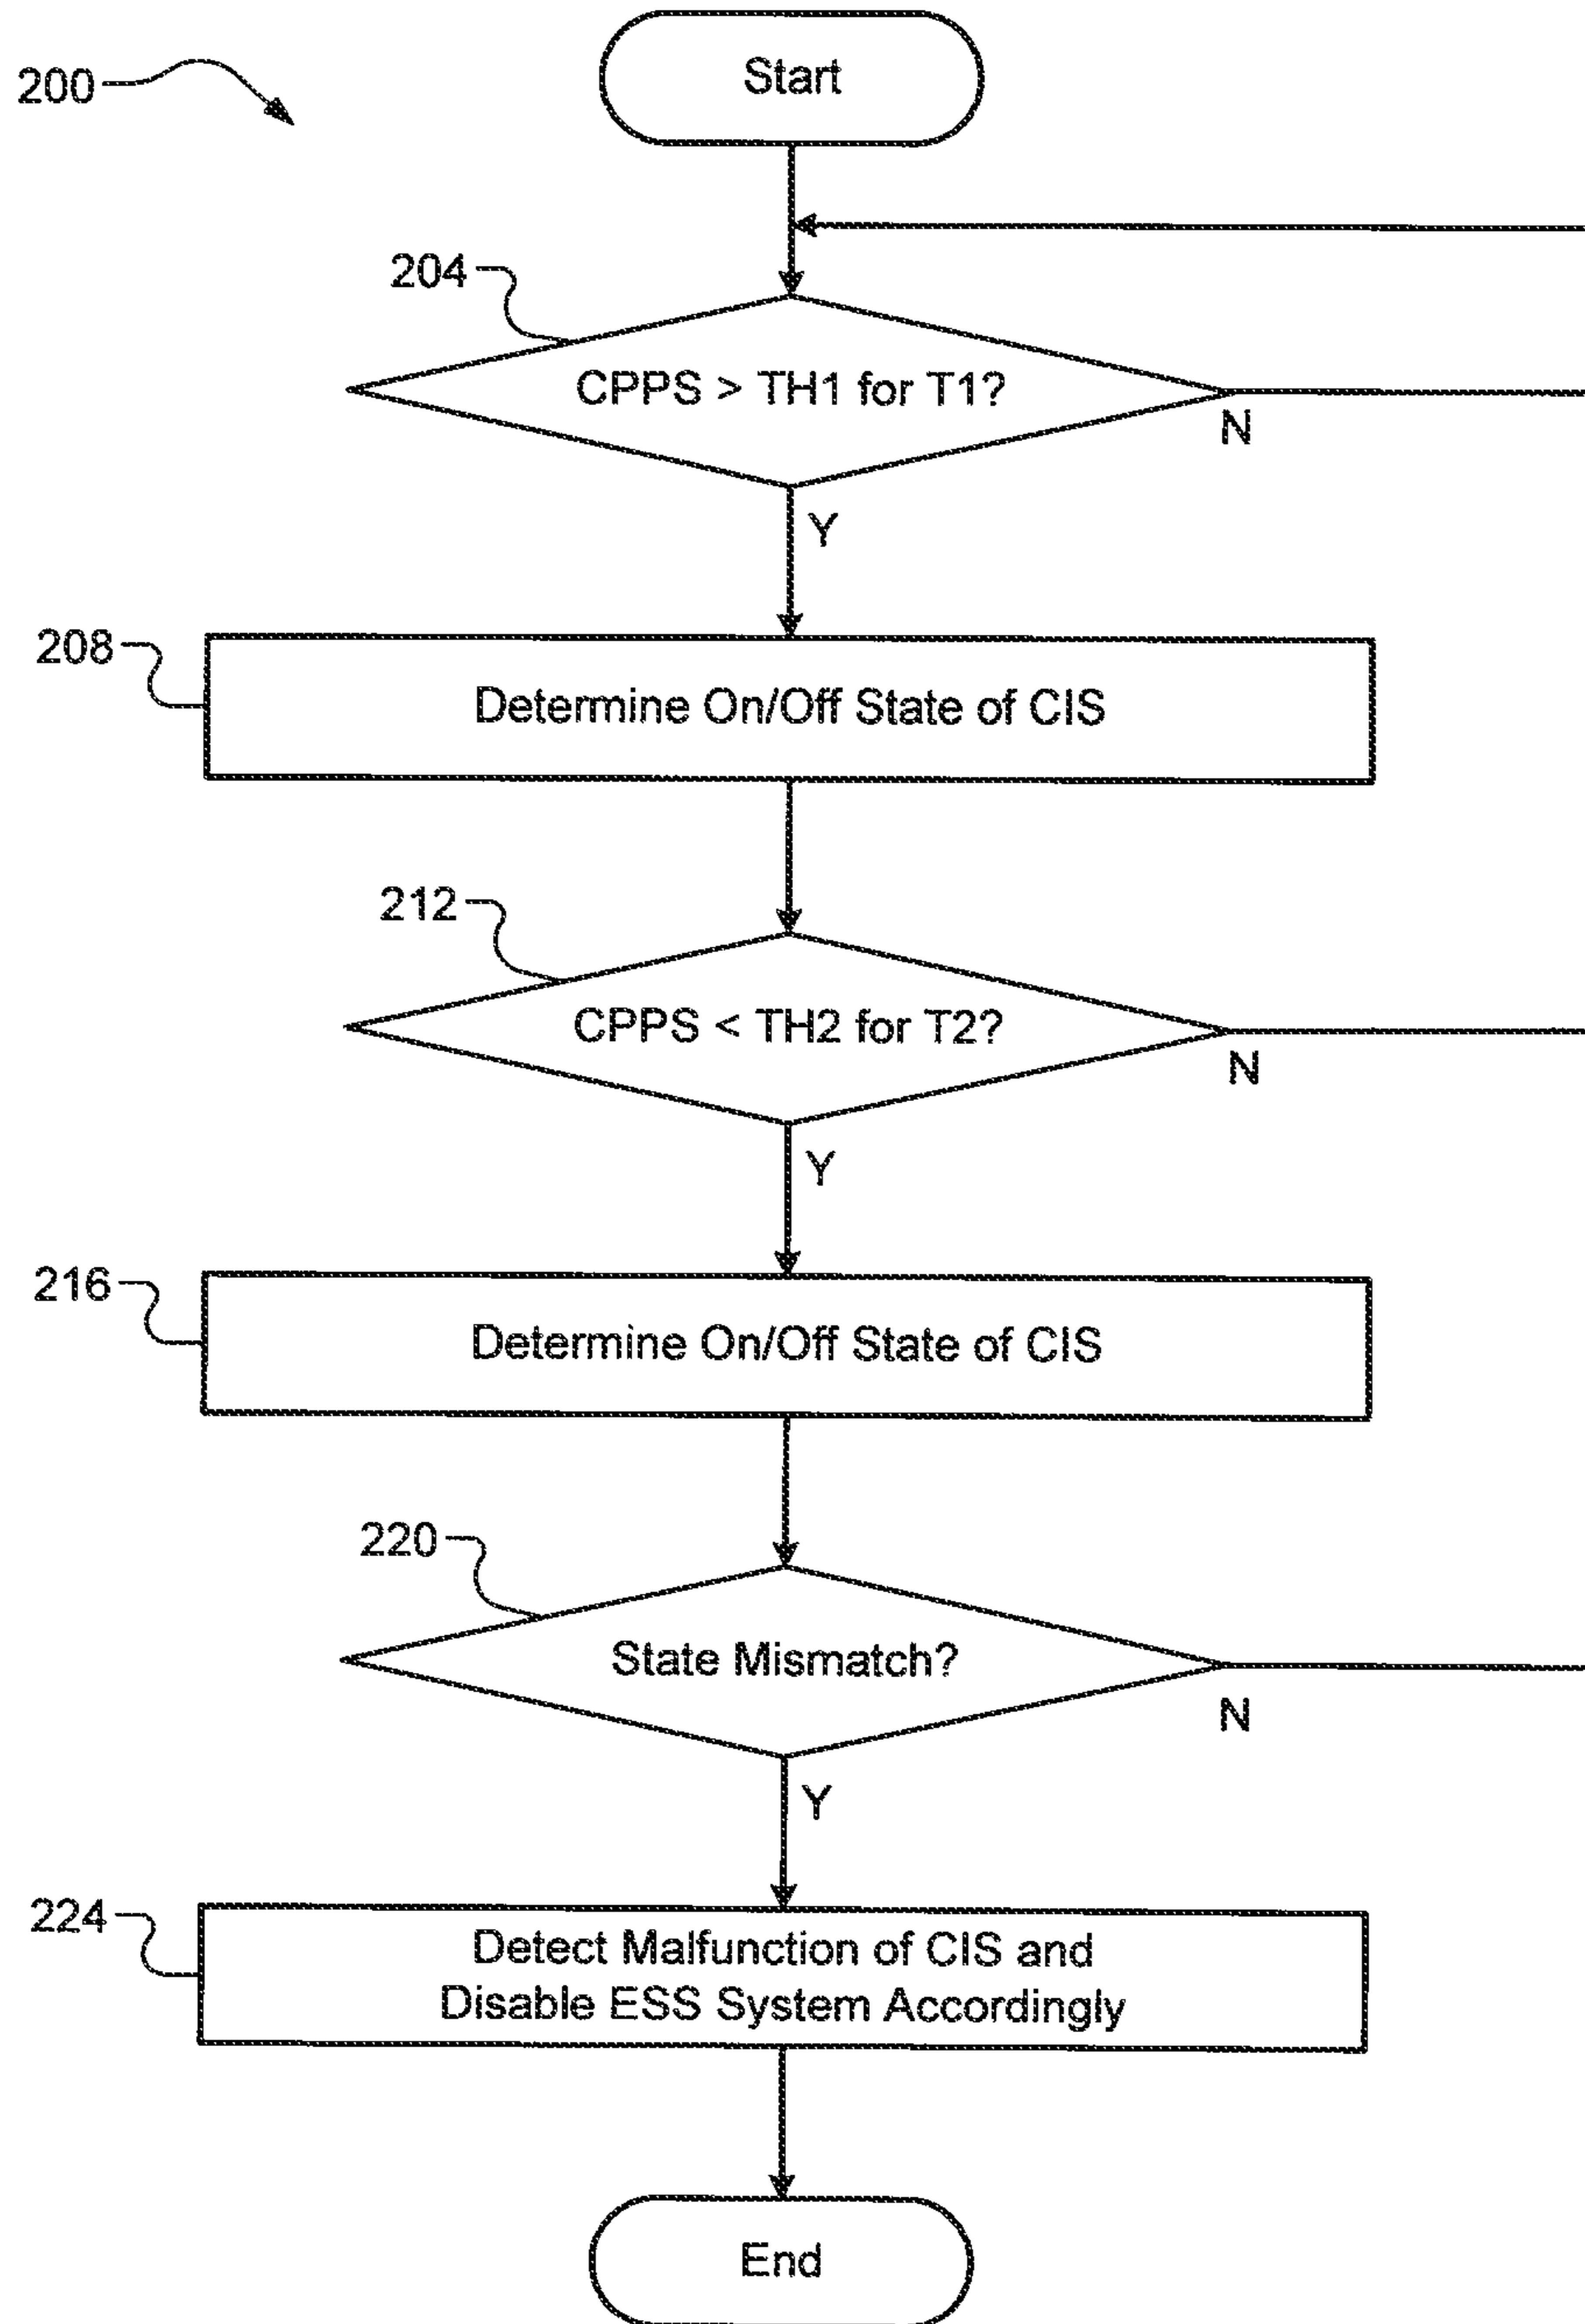 200
Start
204
CPPS > TH1 for T1?
N
Y
208
Determine On/Off State of CIS
212
CPPS < TH2 for T2?
N
Y
216
Determine On/Off State of CIS
220
State Mismatch?
N
Y
224
Detect Malfunction of CIS and
Disable ESS System Accordingly
End